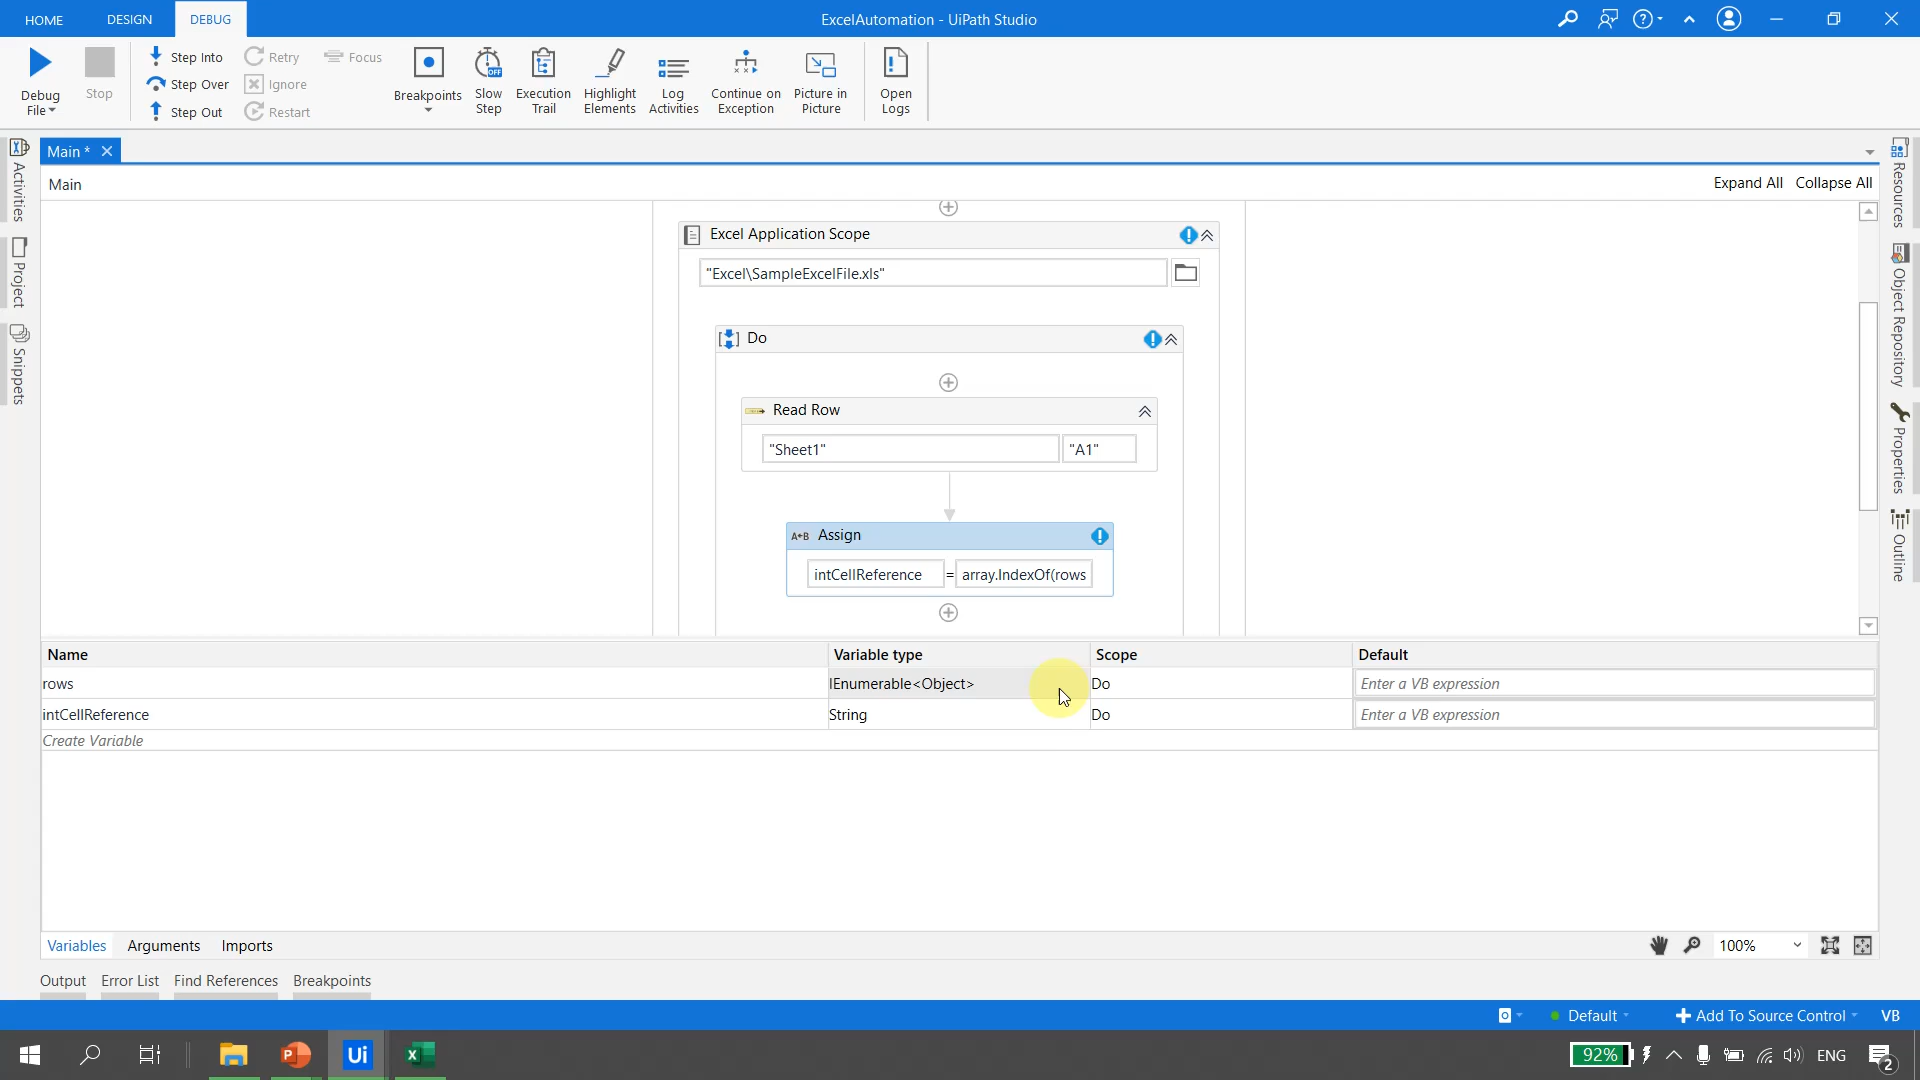 HOME DESIGN DEBUG
ExcelAutomation - UiPath Studio
Debug File
Stop
Step Into
Step Over
Step Out
Retry
Ignore
Restart
Focus
Breakpoints
Slow Step
OFF
Execution Trail
Highlight Elements
Log Activities
Continue on Exception
Picture in Picture
Open Logs
Main *
Main
Expand All Collapse All
Activities
Project
Snippets
Resources
Object Repository
Properties
Outline
Excel Application Scope
"Excel\SampleExcelFile.xls"
Do
Read Row
"Sheet1" "A1"
A+B Assign
intCellReference = array.IndexOf(rows
Name Variable type Scope Default
rows IEnumerable<Object> Do Enter a VB expression
intCellReference String Do Enter a VB expression
Create Variable
Variables Arguments Imports
100%
Output Error List Find References Breakpoints
Default Add To Source Control VB
P Ui X
92% ENG 2